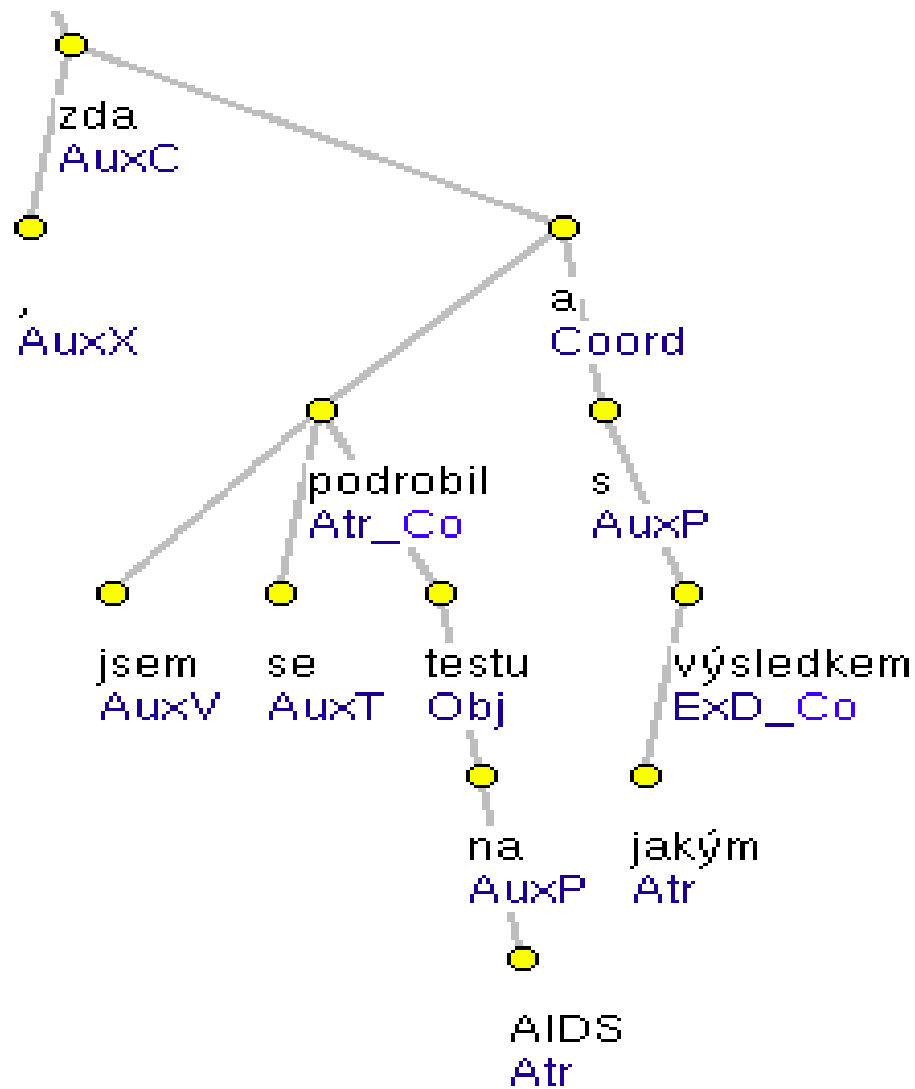 zda
AuxC
,
AuxX
a
Coord
podrobil
Atr_Co
s
AuxP
jsem
AuxV
se
AuxT
testu
Obj
výsledkem
ExD_Co
na
AuxP
jakým
Atr
AIDS
Atr